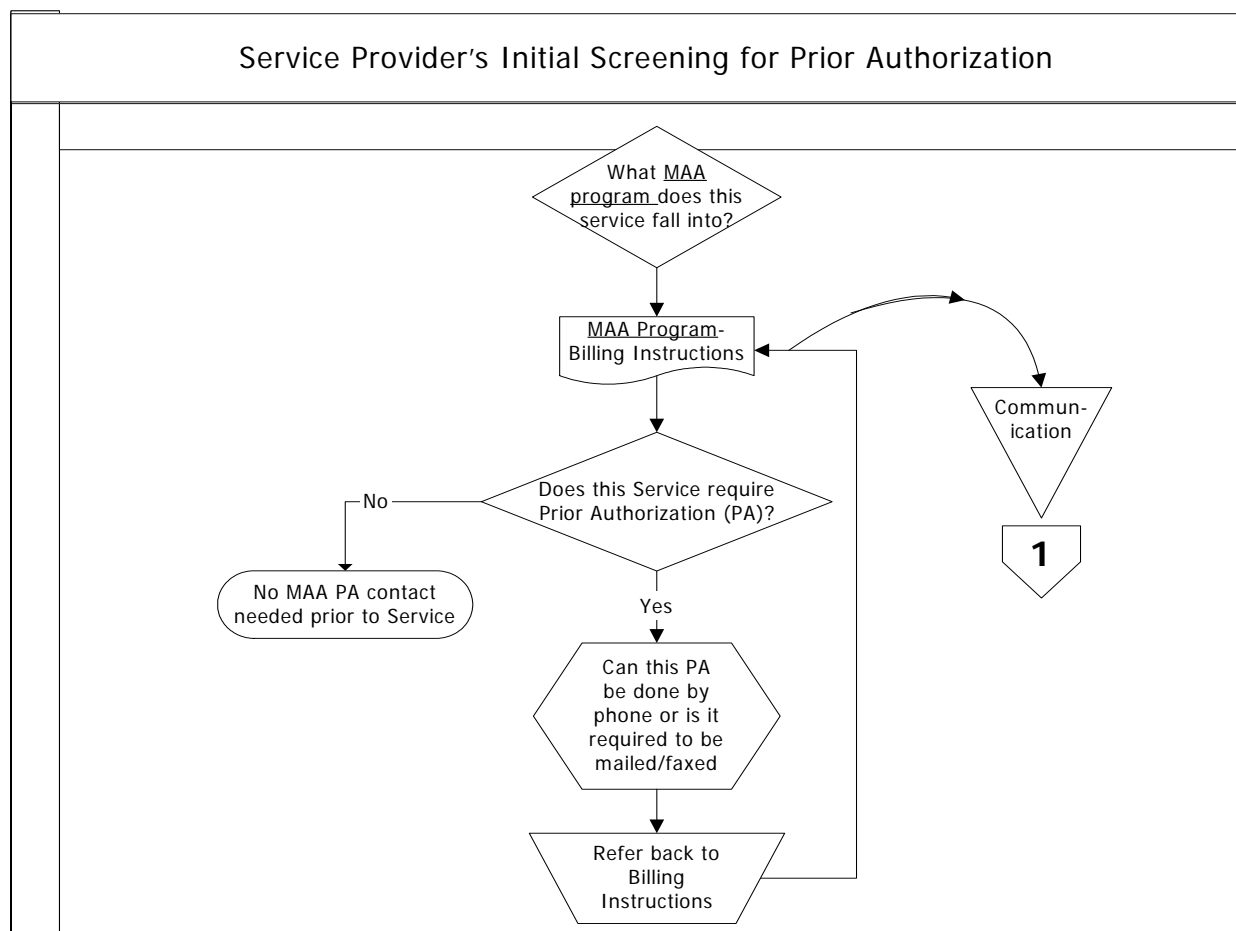 Service Provider's Initial Screening for Prior Authorization
What MAA
program does this
service fall into?
MAA Program-
Billing Instructions
Commun-
ication
Does this Service require
Prior Authorization (PA)?
No
1
No MAA PA contact
needed prior to Service
Yes
Can this PA
be done by
phone or is it
required to be
mailed/faxed
Refer back to
Billing
Instructions